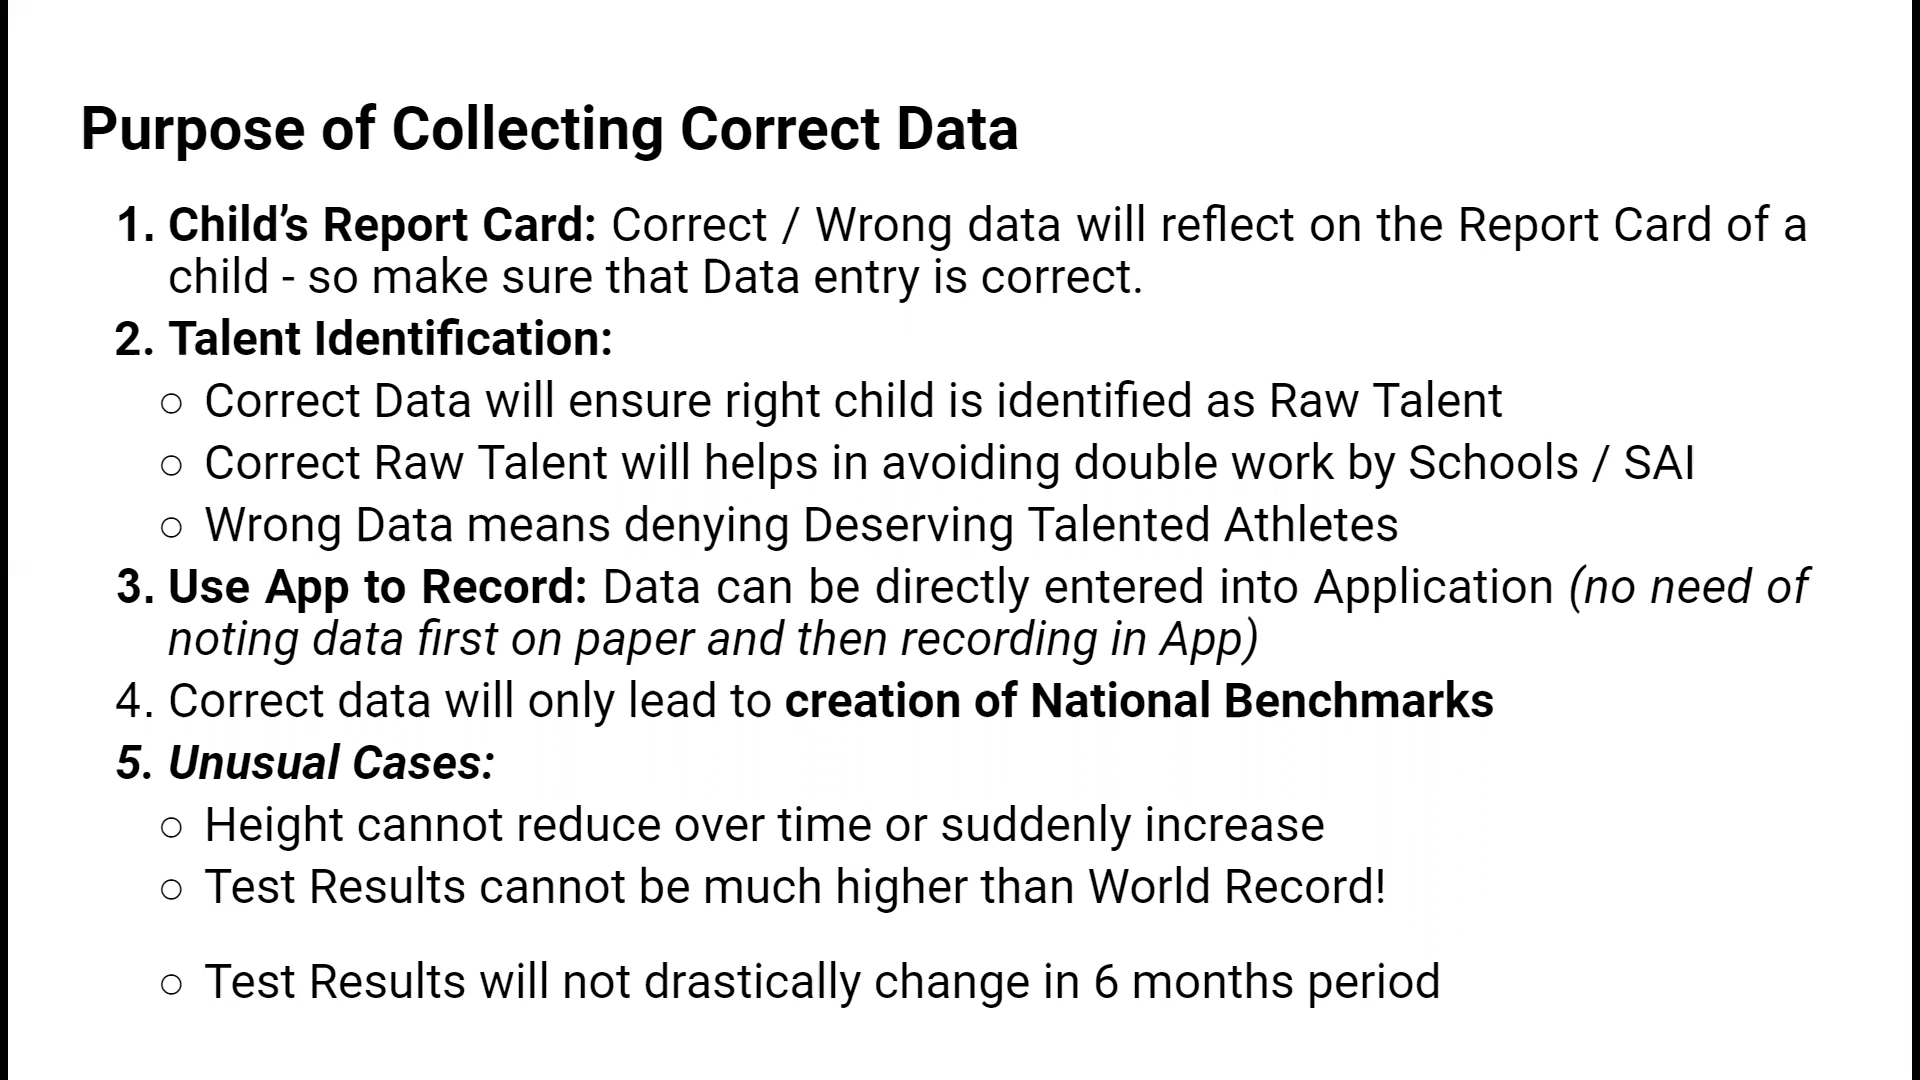 Purpose of Collecting Correct Data
1. Child’s Report Card: Correct / Wrong data will reflect on the Report Card of a
child - so make sure that Data entry is correct.
2. Talent Identification:
○ Correct Data will ensure right child is identified as Raw Talent
○ Correct Raw Talent will helps in avoiding double work by Schools / SAI
○ Wrong Data means denying Deserving Talented Athletes
3. Use App to Record: Data can be directly entered into Application (no need of
noting data first on paper and then recording in App)
4. Correct data will only lead to creation of National Benchmarks
5. Unusual Cases:
○ Height cannot reduce over time or suddenly increase
○ Test Results cannot be much higher than World Record!
○ Test Results will not drastically change in 6 months period